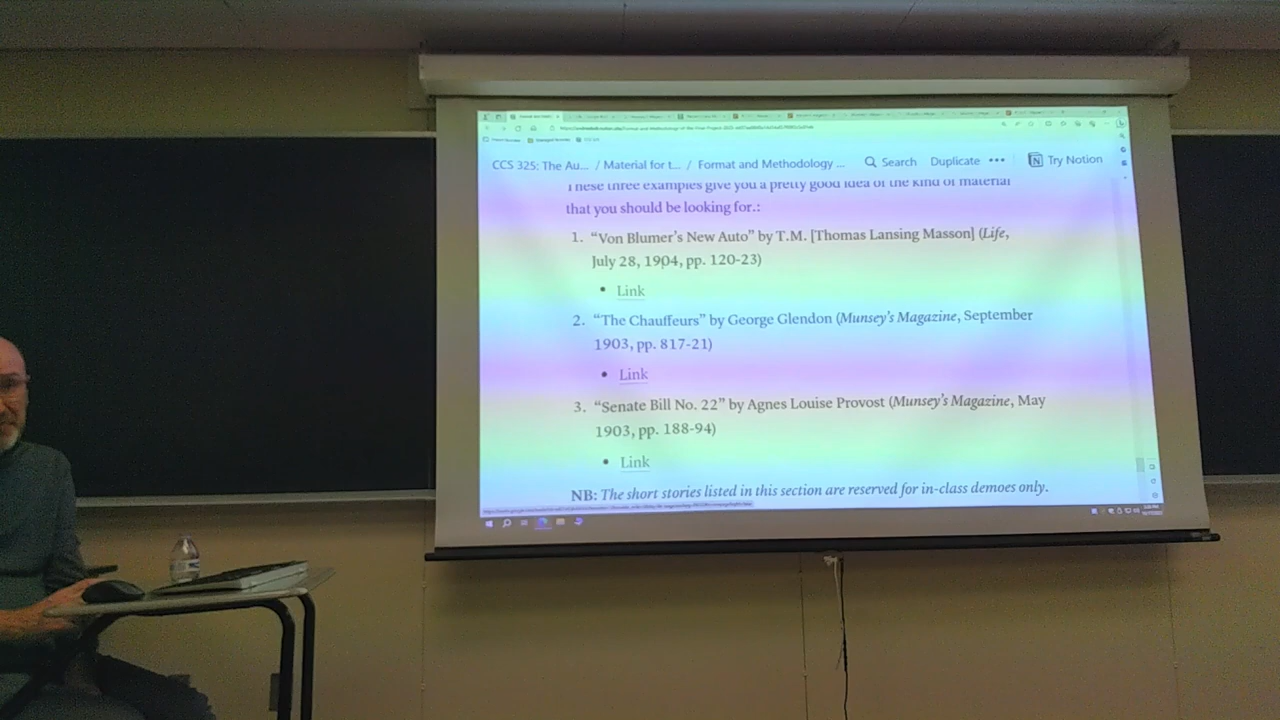 CCS 325: The Au... / Material for t... / Format and Methodology ... Search Duplicate ••• Try Notion
These three examples give you a pretty good idea of the kind of material
that you should be looking for.:
1. “Von Blumer’s New Auto” by T.M. [Thomas Lansing Masson] (Life,
July 28, 1904, pp. 120-23)
• Link
2. “The Chauffeurs” by George Glendon (Munsey’s Magazine, September
1903, pp. 817-21)
• Link
3. “Senate Bill No. 22” by Agnes Louise Provost (Munsey’s Magazine, May
1903, pp. 188-94)
• Link
NB: The short stories listed in this section are reserved for in-class demoes only.